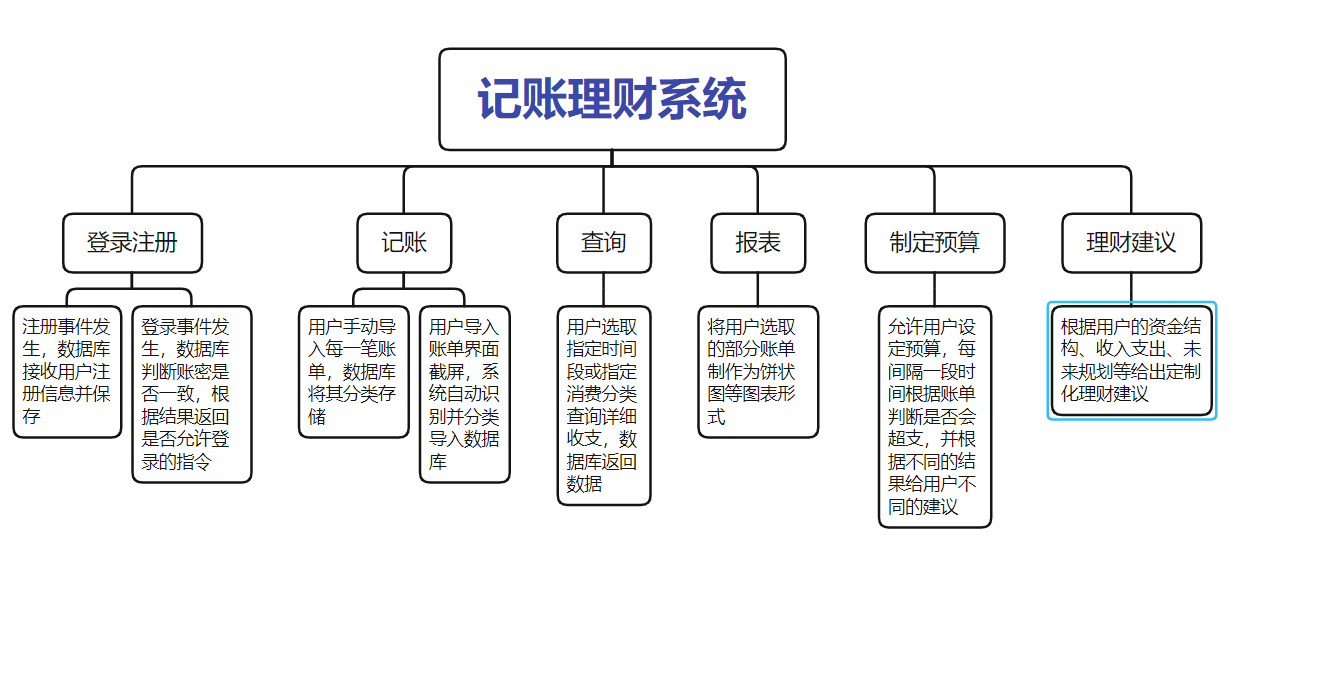 记账理财系统
登录注册
记账
查询
报表
制定预算
理财建议
注册事件发
生，数据库
接收用户注
册信息并保
存
登录事件发
生，数据库
判断账密是
否一致，根
据结果返回
是否允许登
录的指令
用户手动导
入每一笔账
单，数据库
将其分类存
储
用户导入
账单界面
截屏，系
统自动识
别并分类
导入数据
库
用户选取
指定时间
段或指定
消费分类
查询详细
收支，数
据库返回
数据
将用户选取
的部分账单
制作为饼状
图等图表形
式
允许用户设
定预算，每
间隔一段时
间根据账单
判断是否会
超支，并根
据不同的结
果给用户不
同的建议
根据用户的资金结
构、收入支出、未
来规划等给出定制
化理财建议